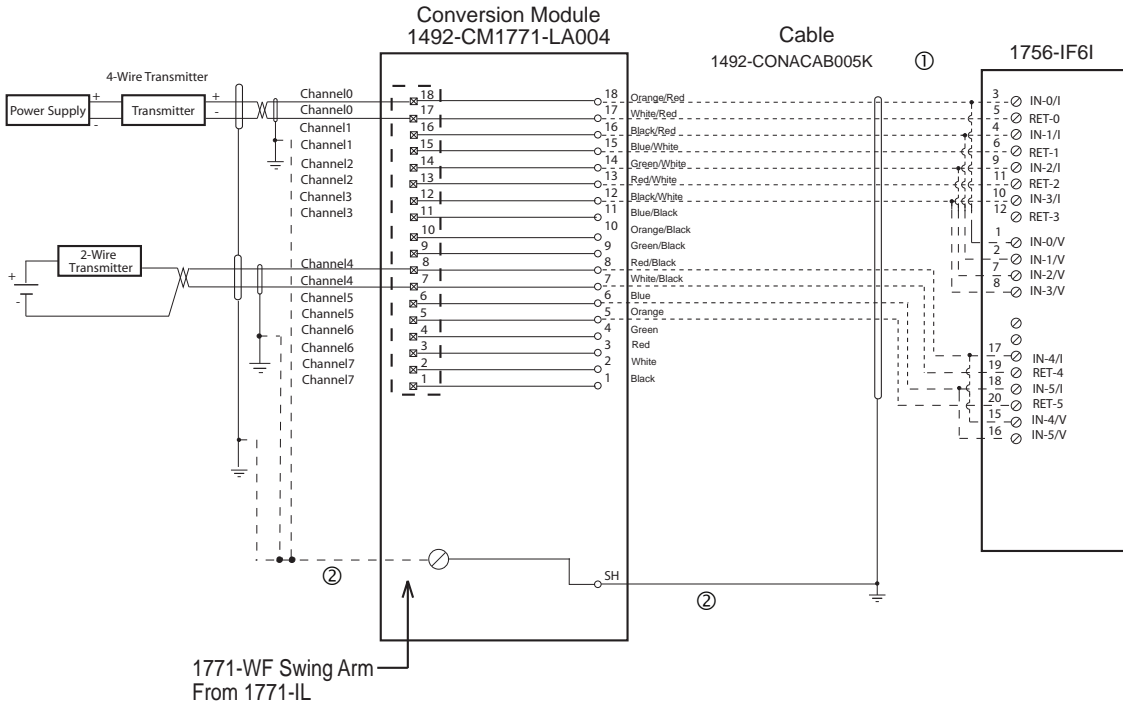 Conversion Module
1492-CM1771-LA004
Cable
1492-CONACAB005K
①
1756-IF6I
4-Wire Transmitter
Power Supply
+
-
Transmitter
+
-
2-Wire
Transmitter
+
-
Channel0
Channel0
Channel1
Channel1
Channel2
Channel2
Channel3
Channel3
Channel4
Channel4
Channel5
Channel5
Channel6
Channel6
Channel7
Channel7
18
17
16
15
14
13
12
11
10
9
8
7
6
5
4
3
2
1
18 Orange/Red
17 White/Red
16 Black/Red
15 Blue/White
14 Green/White
13 Red/White
12 Black/White
11 Blue/Black
10 Orange/Black
9 Green/Black
8 Red/Black
7 White/Black
6 Blue
5 Orange
4 Green
3 Red
2 White
1 Black
SH
3 IN-0/I
5 RET-0
4 IN-1/I
6 RET-1
9 IN-2/I
11 RET-2
10 IN-3/I
12 RET-3
1 IN-0/V
2 IN-1/V
7 IN-2/V
8 IN-3/V
17 IN-4/I
19 RET-4
18 IN-5/I
20 RET-5
15 IN-4/V
16 IN-5/V
②
②
1771-WF Swing Arm
From 1771-IL